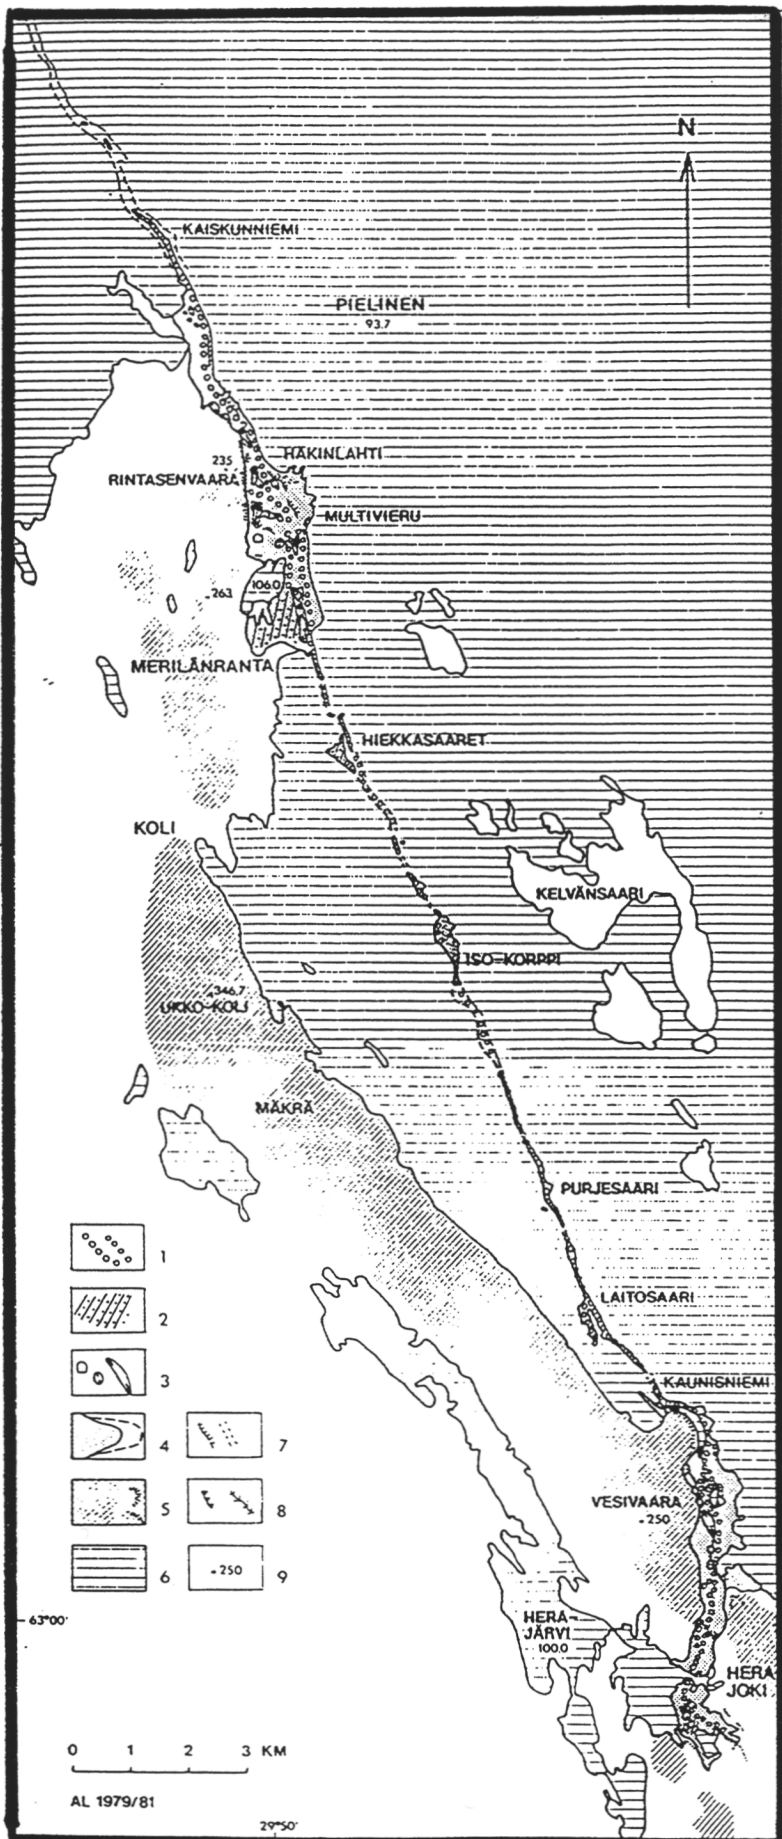 N
KAISKUNNIEMI
PIELINEN
93.7
HAKINLAHTI
235
RINTASENVAARA
MULTIVIERU
106.0
263
MERILÄNRANTA
HIEKKASAARET
KOLI
KELVÄNSAARI
ISO-KORPPI
346.7
UKKO-KOLI
MÄKRÄ
PURJESAARI
1
LAITOSAARI
2
3
KAUNISNIEMI
4
7
VESIVAARA
250
5
8
6
250
9
63°00'
HERA-
JÄRVI
100.0
HERA
JOKI
0 1 2 3 KM
AL 1979/81
29°50'